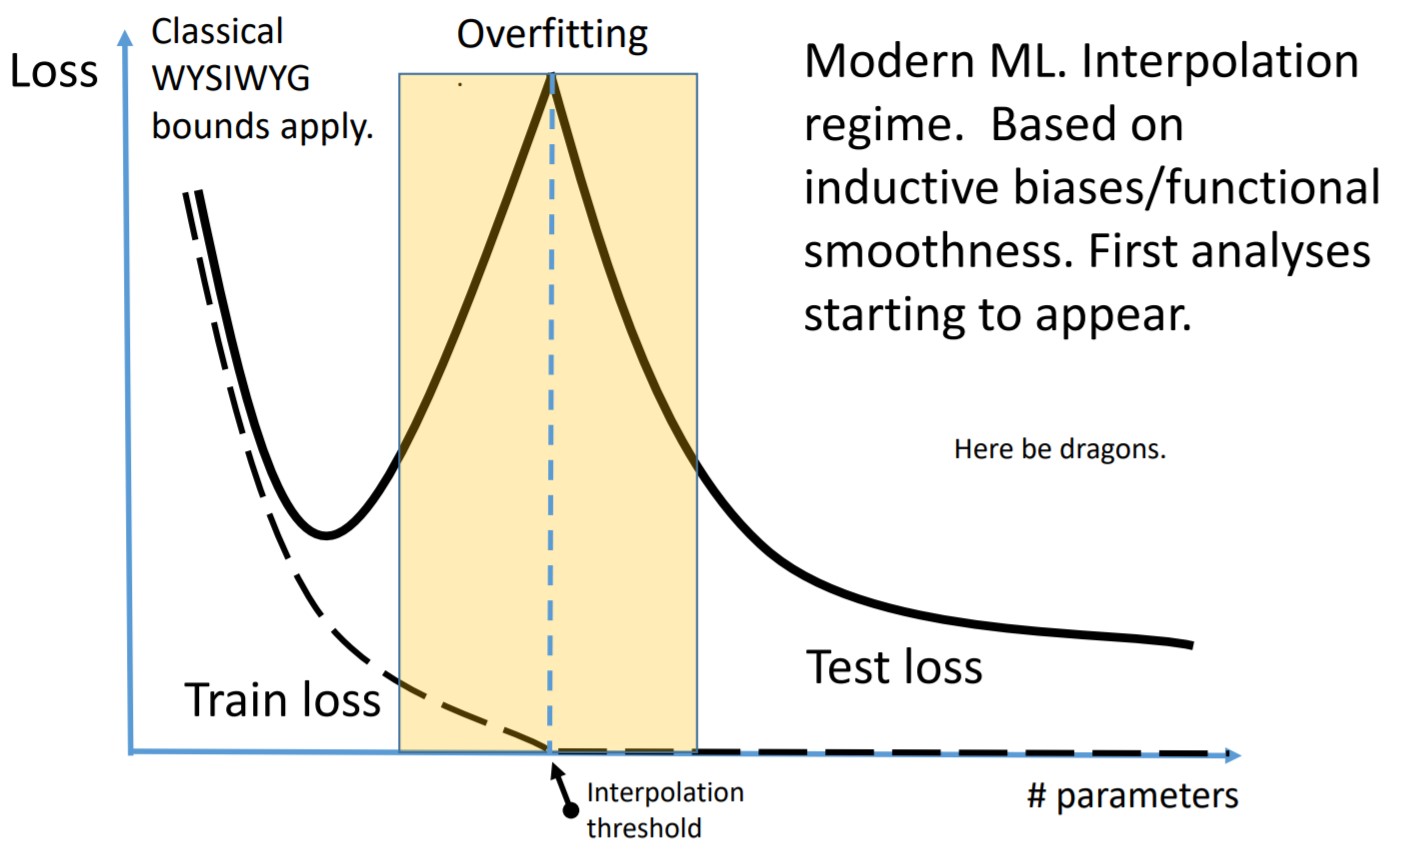 Loss
Classical
WYSIWYG
bounds apply.
Overfitting
Modern ML. Interpolation
regime. Based on
inductive biases/functional
smoothness. First analyses
starting to appear.
Here be dragons.
Train loss
Test loss
Interpolation
threshold
# parameters